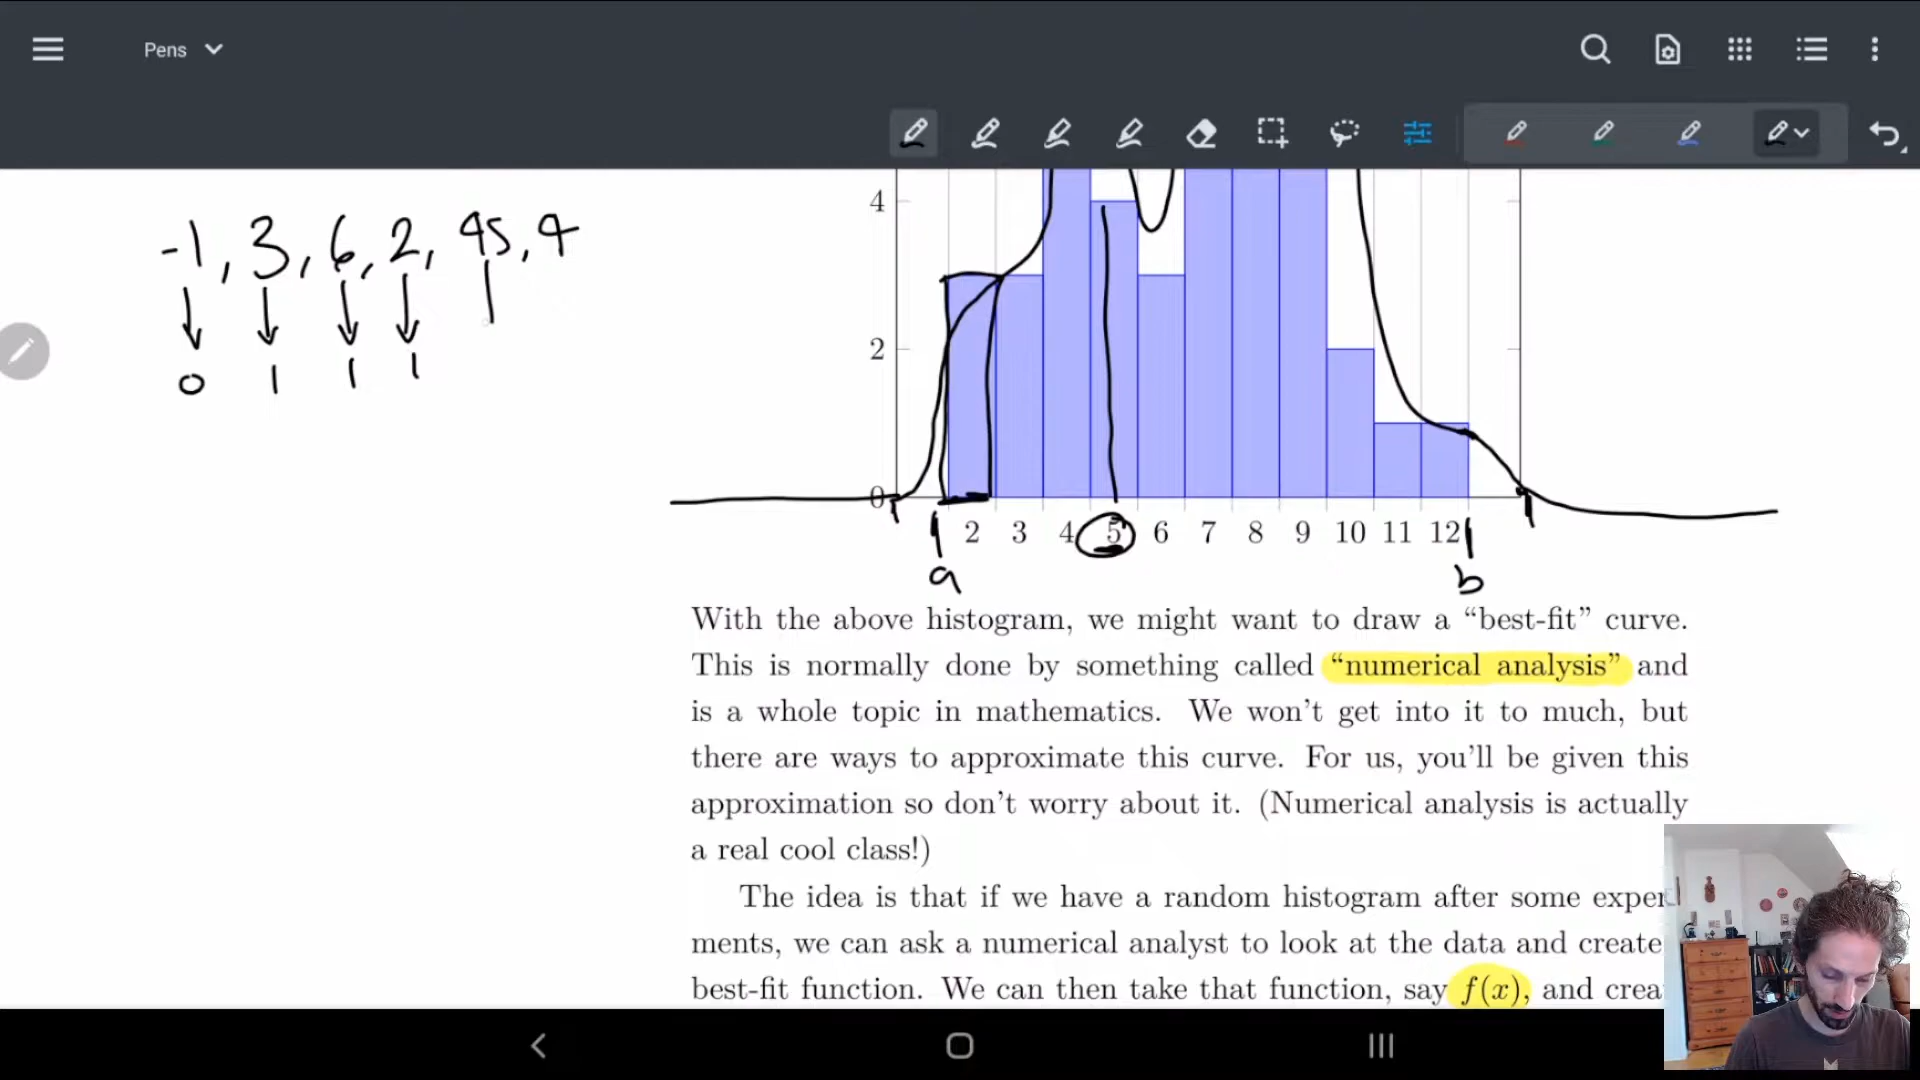 Pens
-1, 3, 6, 2, 45, 4
0 1 1 1
4
2
0
2 3 4 5 6 7 8 9 10 11 12
a b
With the above histogram, we might want to draw a “best-fit” curve.
This is normally done by something called “numerical analysis” and
is a whole topic in mathematics. We won’t get into it to much, but
there are ways to approximate this curve. For us, you’ll be given this
approximation so don’t worry about it. (Numerical analysis is actually
a real cool class!)
The idea is that if we have a random histogram after some exper
ments, we can ask a numerical analyst to look at the data and create
best-fit function. We can then take that function, say f(x), and crea